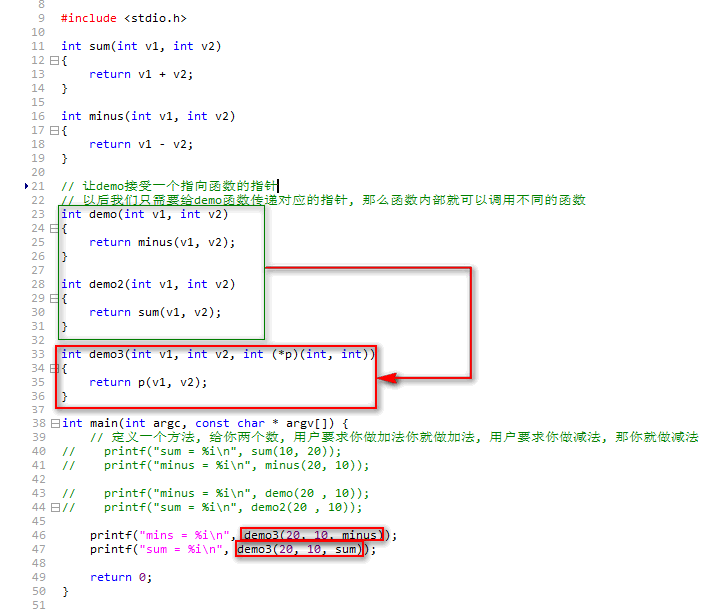 8
9 #include <stdio.h>
10
11 int sum(int v1, int v2)
12 {
13     return v1 + v2;
14 }
15
16 int minus(int v1, int v2)
17 {
18     return v1 - v2;
19 }
20
21 // 让demo接受一个指向函数的指针
22 // 以后我们只需要给demo函数传递对应的指针, 那么函数内部就可以调用不同的函数
23 int demo(int v1, int v2)
24 {
25     return minus(v1, v2);
26 }
27
28 int demo2(int v1, int v2)
29 {
30     return sum(v1, v2);
31 }
32
33 int demo3(int v1, int v2, int (*p)(int, int))
34 {
35     return p(v1, v2);
36 }
37
38 int main(int argc, const char * argv[]) {
39     // 定义一个方法, 给你两个数, 用户要求你做加法你就做加法, 用户要求你做减法, 那你就做减法
40 //    printf("sum = %i\n", sum(10, 20));
41 //    printf("minus = %i\n", minus(20, 10));
42
43 //    printf("minus = %i\n", demo(20 , 10));
44 //    printf("sum = %i\n", demo2(20 , 10));
45
46     printf("mins = %i\n", demo3(20, 10, minus));
47     printf("sum = %i\n", demo3(20, 10, sum));
48
49     return 0;
50 }
51